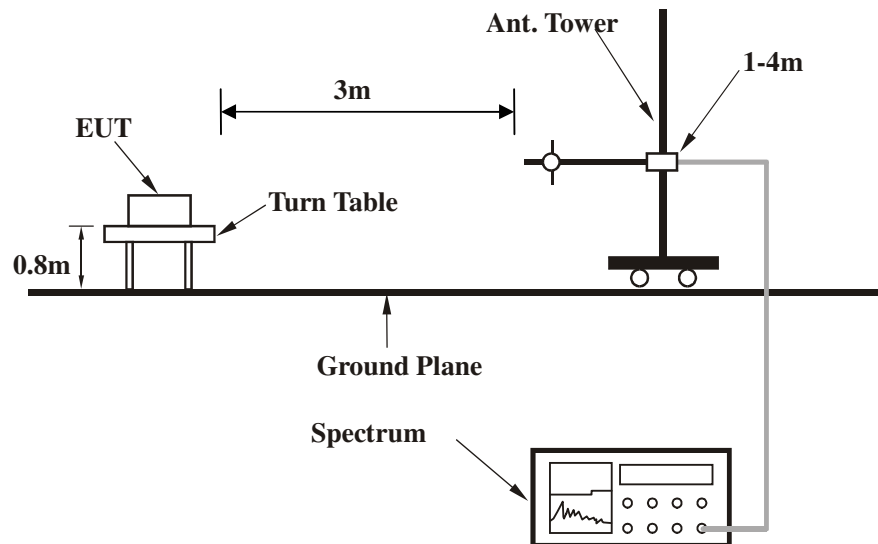 Ant. Tower
1-4m
3m
EUT
Turn Table
0.8m
Ground Plane
Spectrum